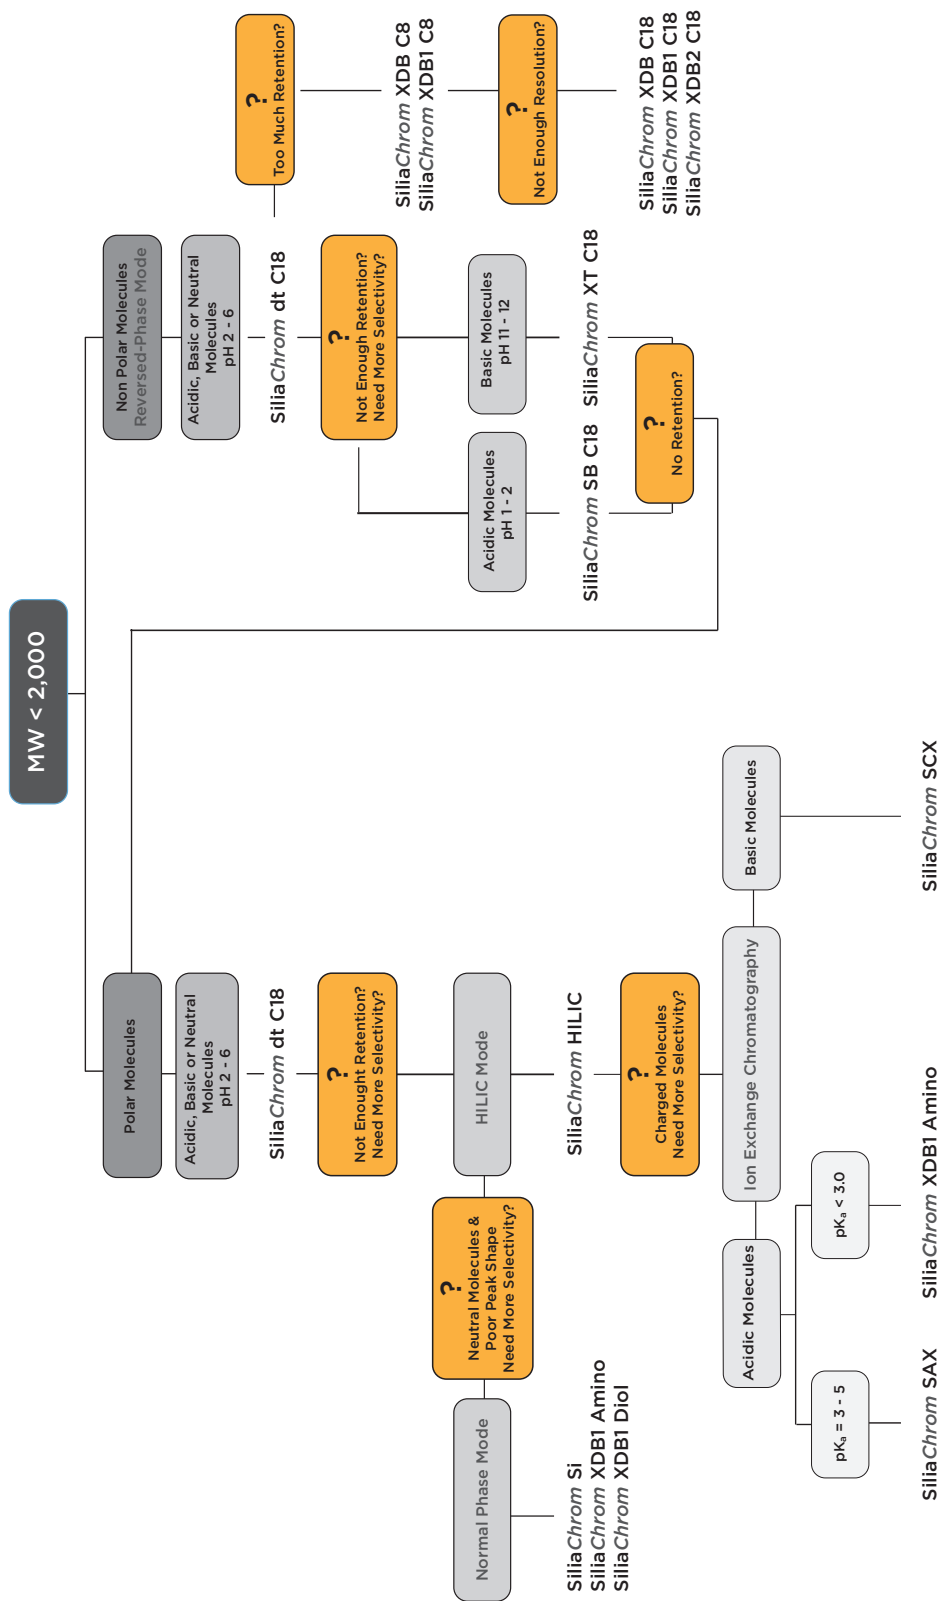 MW < 2,000
Polar Molecules
Acidic, Basic or Neutral
Molecules
pH 2 - 6
SiliaChrom dt C18
?
Not Enought Retention?
Need More Selectivity?
HILIC Mode
?
Neutral Molecules &
Poor Peak Shape
Need More Selectivity?
Normal Phase Mode
SiliaChrom Si
SiliaChrom XDB1 Amino
SiliaChrom XDB1 Diol
SiliaChrom HILIC
?
Charged Molecules
Need More Selectivity?
Ion Exchange Chromatography
Acidic Molecules
pKa = 3 - 5
SiliaChrom SAX
pKa < 3.0
SiliaChrom XDB1 Amino
Basic Molecules
SiliaChrom SCX
Non Polar Molecules
Reversed-Phase Mode
Acidic, Basic or Neutral
Molecules
pH 2 - 6
SiliaChrom dt C18
?
Not Enough Retention?
Need More Selectivity?
Acidic Molecules
pH 1 - 2
SiliaChrom SB C18
Basic Molecules
pH 11 - 12
SiliaChrom XT C18
?
No Retention?
?
Too Much Retention?
SiliaChrom XDB C8
SiliaChrom XDB1 C8
?
Not Enough Resolution?
SiliaChrom XDB C18
SiliaChrom XDB1 C18
SiliaChrom XDB2 C18